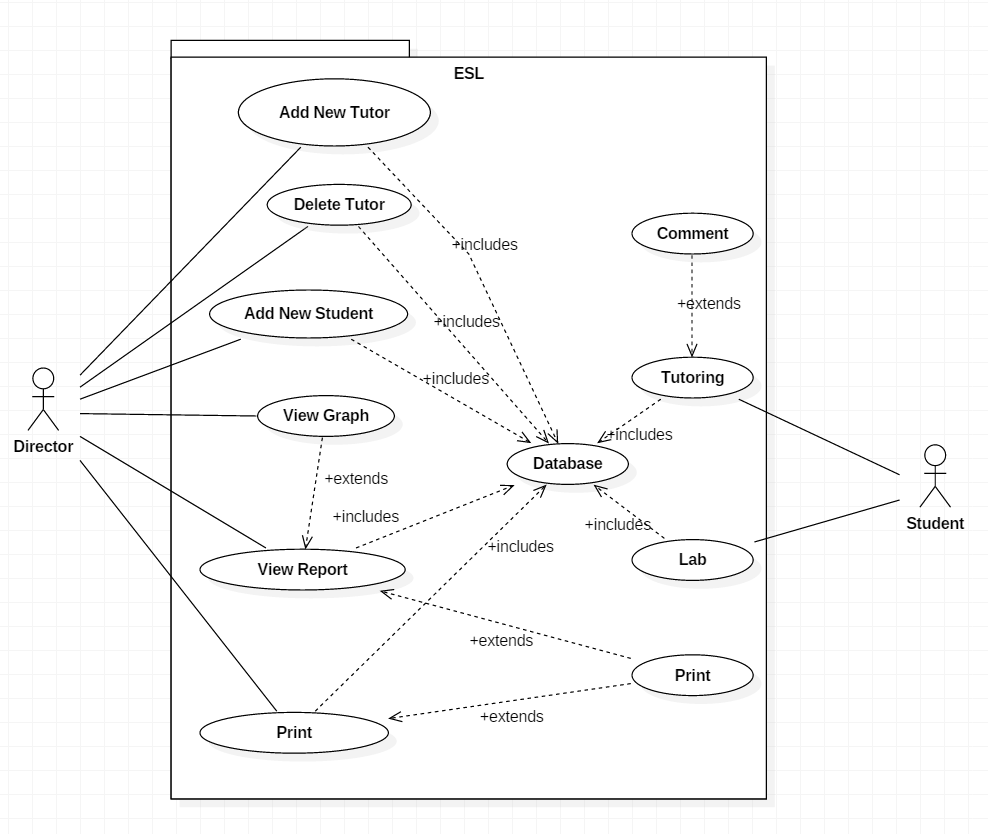 ESL
Add New Tutor
Delete Tutor
Comment
+includes
+extends
Add New Student
+includes
+includes
Tutoring
Director
View Graph
+includes
Database
+extends
+includes
+includes
Student
+includes
View Report
Lab
+extends
Print
+extends
Print